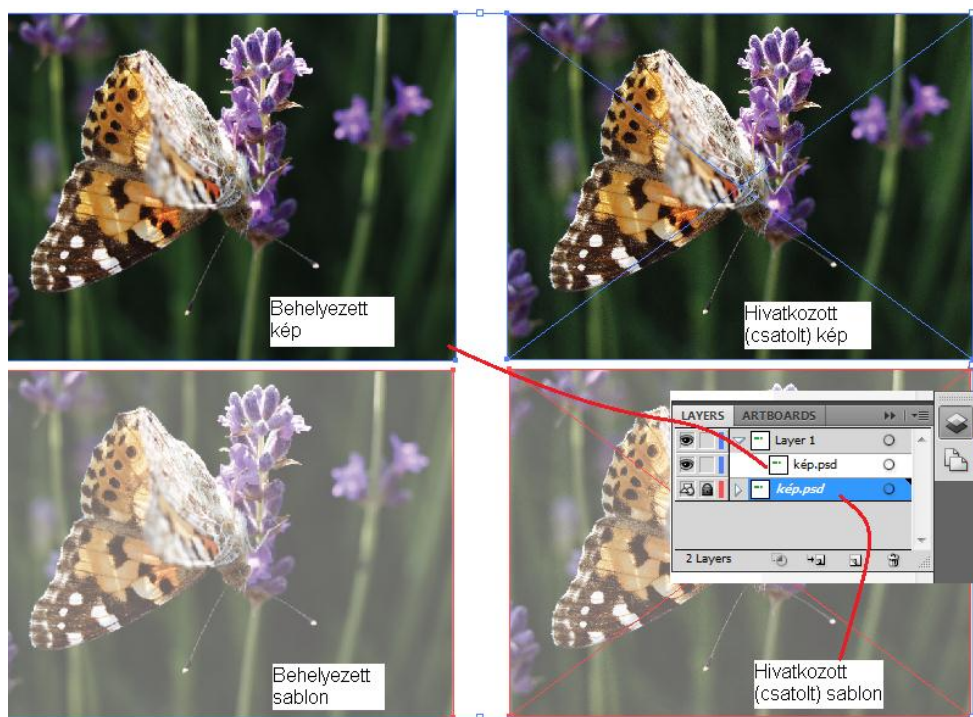 Behelyezett
kép
Hivatkozott
(csatolt) kép
LAYERS ARTBOARDS
Layer 1
kép.psd
kép.psd
2 Layers
Behelyezett
sablon
Hivatkozott
(csatolt) sablon